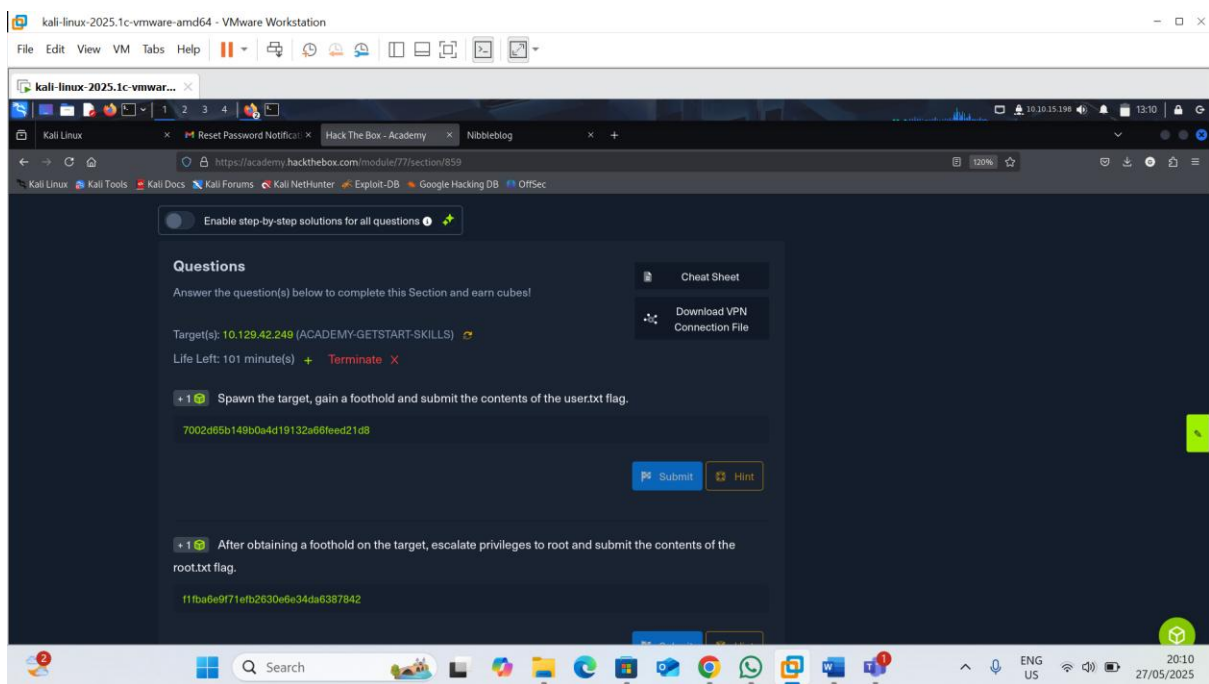 kali-linux-2025.1c-vmware-amd64 - VMware Workstation
File Edit View VM Tabs Help
kali-linux-2025.1c-vmwar...
1 2 3 4 10.10.15.198 13:10
Kali Linux Reset Password Notificati Hack The Box - Academy Nibbleblog
https://academy.hackthebox.com/module/77/section/859 120%
Kali Linux Kali Tools Kali Docs Kali Forums Kali NetHunter Exploit-DB Google Hacking DB OffSec
Enable step-by-step solutions for all questions
Questions
Answer the question(s) below to complete this Section and earn cubes!
Cheat Sheet
Download VPN
Connection File
Target(s): 10.129.42.249 (ACADEMY-GETSTART-SKILLS)
Life Left: 101 minute(s) + Terminate X
+ 1 Spawn the target, gain a foothold and submit the contents of the user.txt flag.
7002d65b149b0a4d19132a66feed21d8
Submit Hint
+ 1 After obtaining a foothold on the target, escalate privileges to root and submit the contents of the
root.txt flag.
f1fba6e9f71efb2630e6e34da6387842
2 Search ENG 20:10
US 27/05/2025